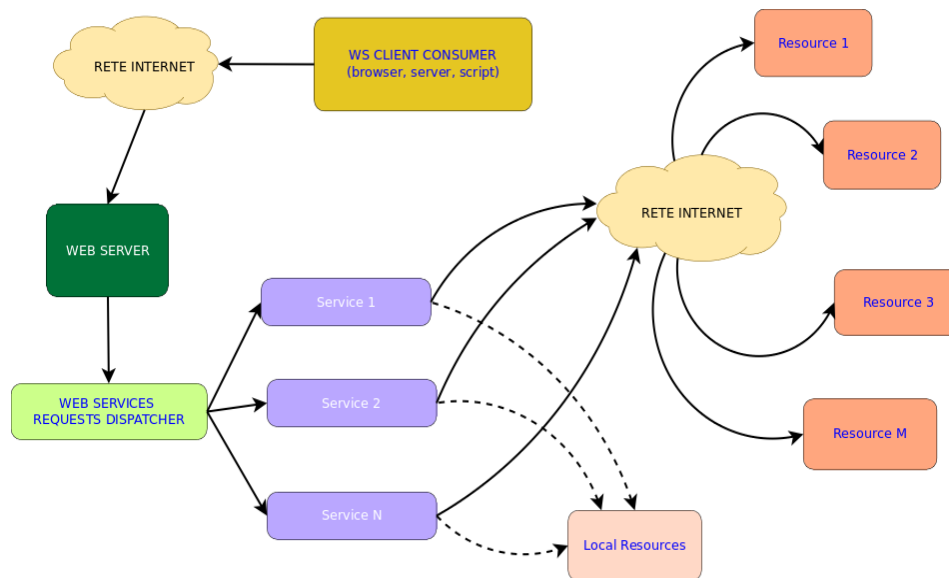 RETE INTERNET
WS CLIENT CONSUMER
(browser, server, script)
Resource 1
Resource 2
RETE INTERNET
WEB SERVER
Service 1
Resource 3
WEB SERVICES
REQUESTS DISPATCHER
Service 2
Resource M
Service N
Local Resources